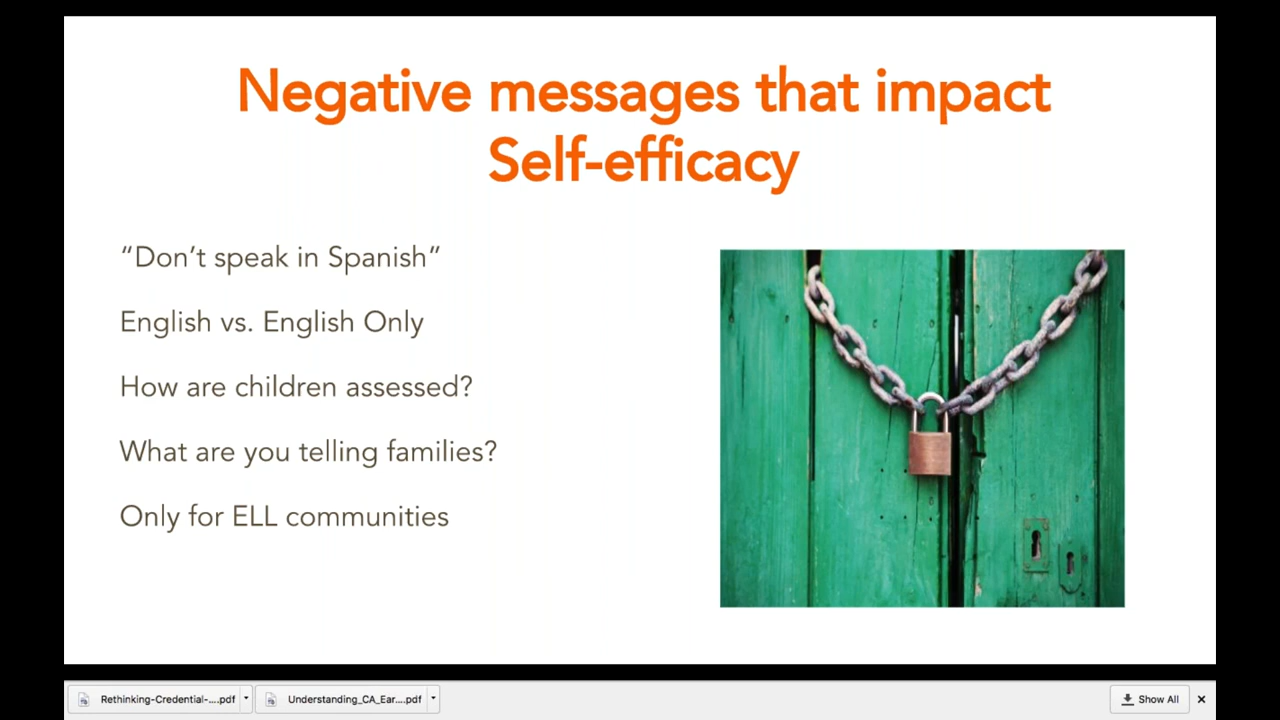 Negative messages that impact
Self-efficacy
“Don’t speak in Spanish”
English vs. English Only
How are children assessed?
What are you telling families?
Only for ELL communities
Rethinking-Credential-....pdf
Understanding_CA_Ear....pdf
Show All